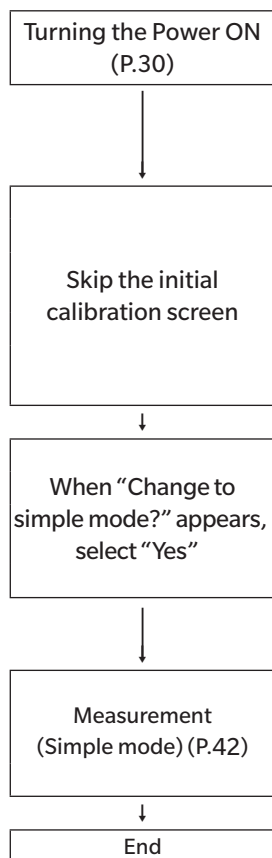 Turning the Power ON
(P.30)
Skip the initial
calibration screen
When “Change to
simple mode?” appears,
select “Yes”
Measurement
(Simple mode) (P.42)
End